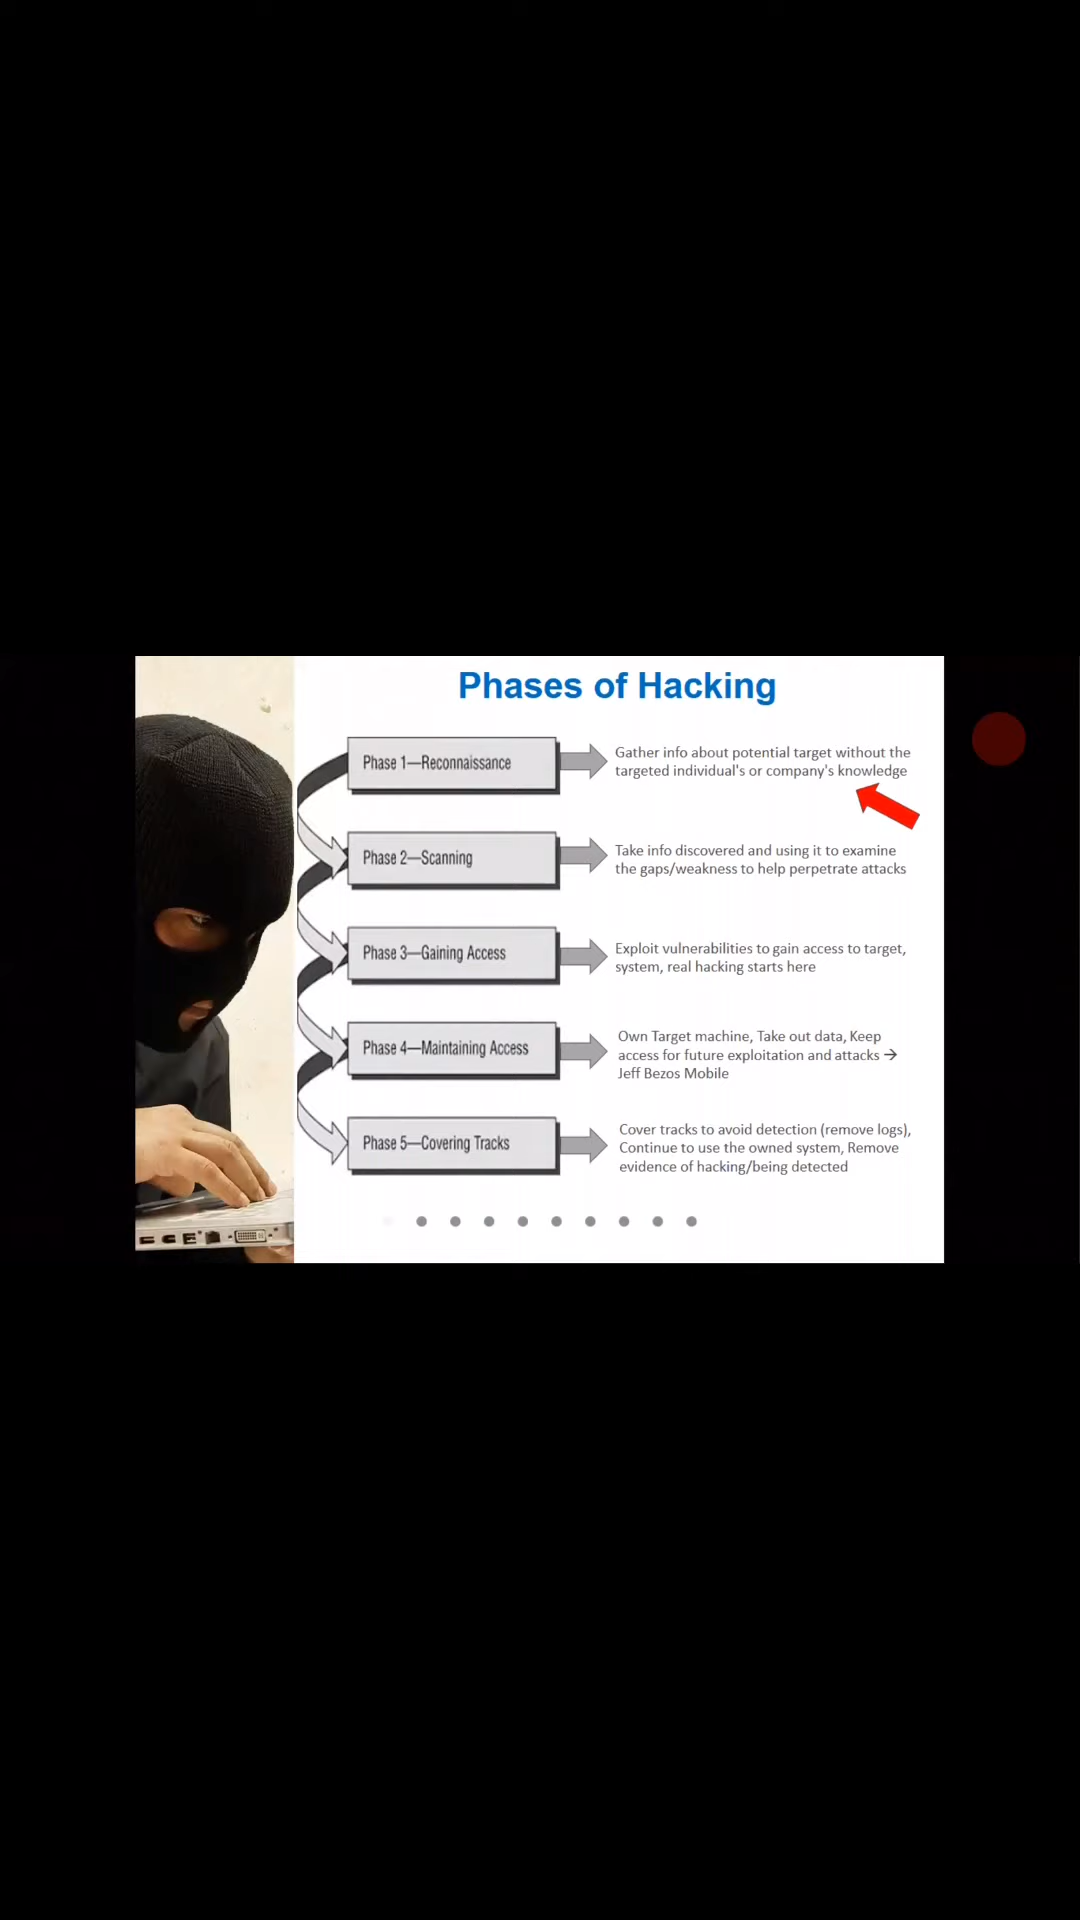 Phases of Hacking
Phase 1—Reconnaissance
Gather info about potential target without the
targeted individual's or company's knowledge
Phase 2—Scanning
Take info discovered and using it to examine
the gaps/weakness to help perpetrate attacks
Phase 3—Gaining Access
Exploit vulnerabilities to gain access to target,
system, real hacking starts here
Phase 4—Maintaining Access
Own Target machine, Take out data, Keep
access for future exploitation and attacks →
Jeff Bezos Mobile
Phase 5—Covering Tracks
Cover tracks to avoid detection (remove logs),
Continue to use the owned system, Remove
evidence of hacking/being detected